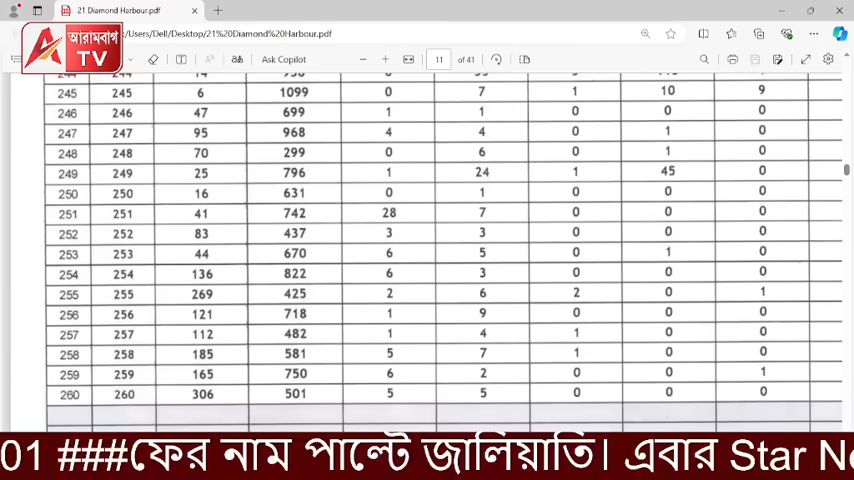 21 Diamond Harbour.pdf
/Users/Dell/Desktop/21%20Diamond%20Harbour.pdf
আরামবাগ
TV
Ask Copilot
11 of 41
245 245 6 1099 0 7 1 10 9
246 246 47 699 1 1 0 0 0
247 247 95 968 4 4 0 1 0
248 248 70 299 0 6 0 1 0
249 249 25 796 1 24 1 45 0
250 250 16 631 0 1 0 0 0
251 251 41 742 28 7 0 0 0
252 252 83 437 3 3 0 0 0
253 253 44 670 6 5 0 1 0
254 254 136 822 6 3 0 0 0
255 255 269 425 2 6 2 0 1
256 256 121 718 1 9 0 0 0
257 257 112 482 1 4 1 0 0
258 258 185 581 5 7 1 0 0
259 259 165 750 6 2 0 0 1
260 260 306 501 5 5 0 0 0
01 ###ফের নাম পাল্টে জালিয়াতি। এবার Star Ne